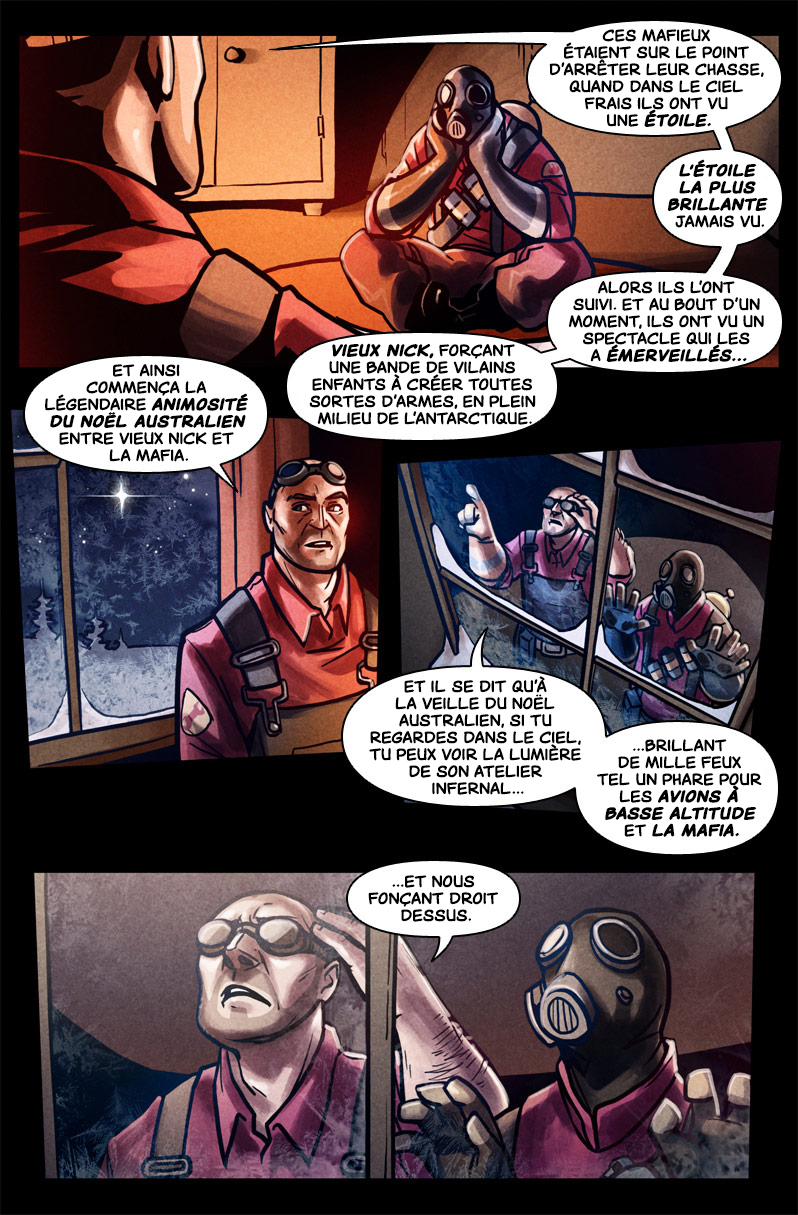 CES MAFIEUX
ÉTAIENT SUR LE POINT
D'ARRÊTER LEUR CHASSE,
QUAND DANS LE CIEL
FRAIS ILS ONT VU
UNE ÉTOILE.
L'ÉTOILE
LA PLUS
BRILLANTE
JAMAIS VU.
ALORS ILS L'ONT
SUIVI. ET AU BOUT D'UN
MOMENT, ILS ONT VU UN
SPECTACLE QUI LES
A ÉMERVEILLÉS...
VIEUX NICK, FORÇANT
UNE BANDE DE VILAINS
ENFANTS À CRÉER TOUTES
SORTES D'ARMES, EN PLEIN
MILIEU DE L'ANTARCTIQUE.
ET AINSI
COMMENÇA LA
LÉGENDAIRE ANIMOSITÉ
DU NOËL AUSTRALIEN
ENTRE VIEUX NICK ET
LA MAFIA.
ET IL SE DIT QU'À
LA VEILLE DU NOËL
AUSTRALIEN, SI TU
REGARDES DANS LE CIEL,
TU PEUX VOIR LA LUMIÈRE
DE SON ATELIER
INFERNAL...
...BRILLANT
DE MILLE FEUX
TEL UN PHARE POUR
LES AVIONS À
BASSE ALTITUDE
ET LA MAFIA.
...ET NOUS
FONÇANT DROIT
DESSUS.